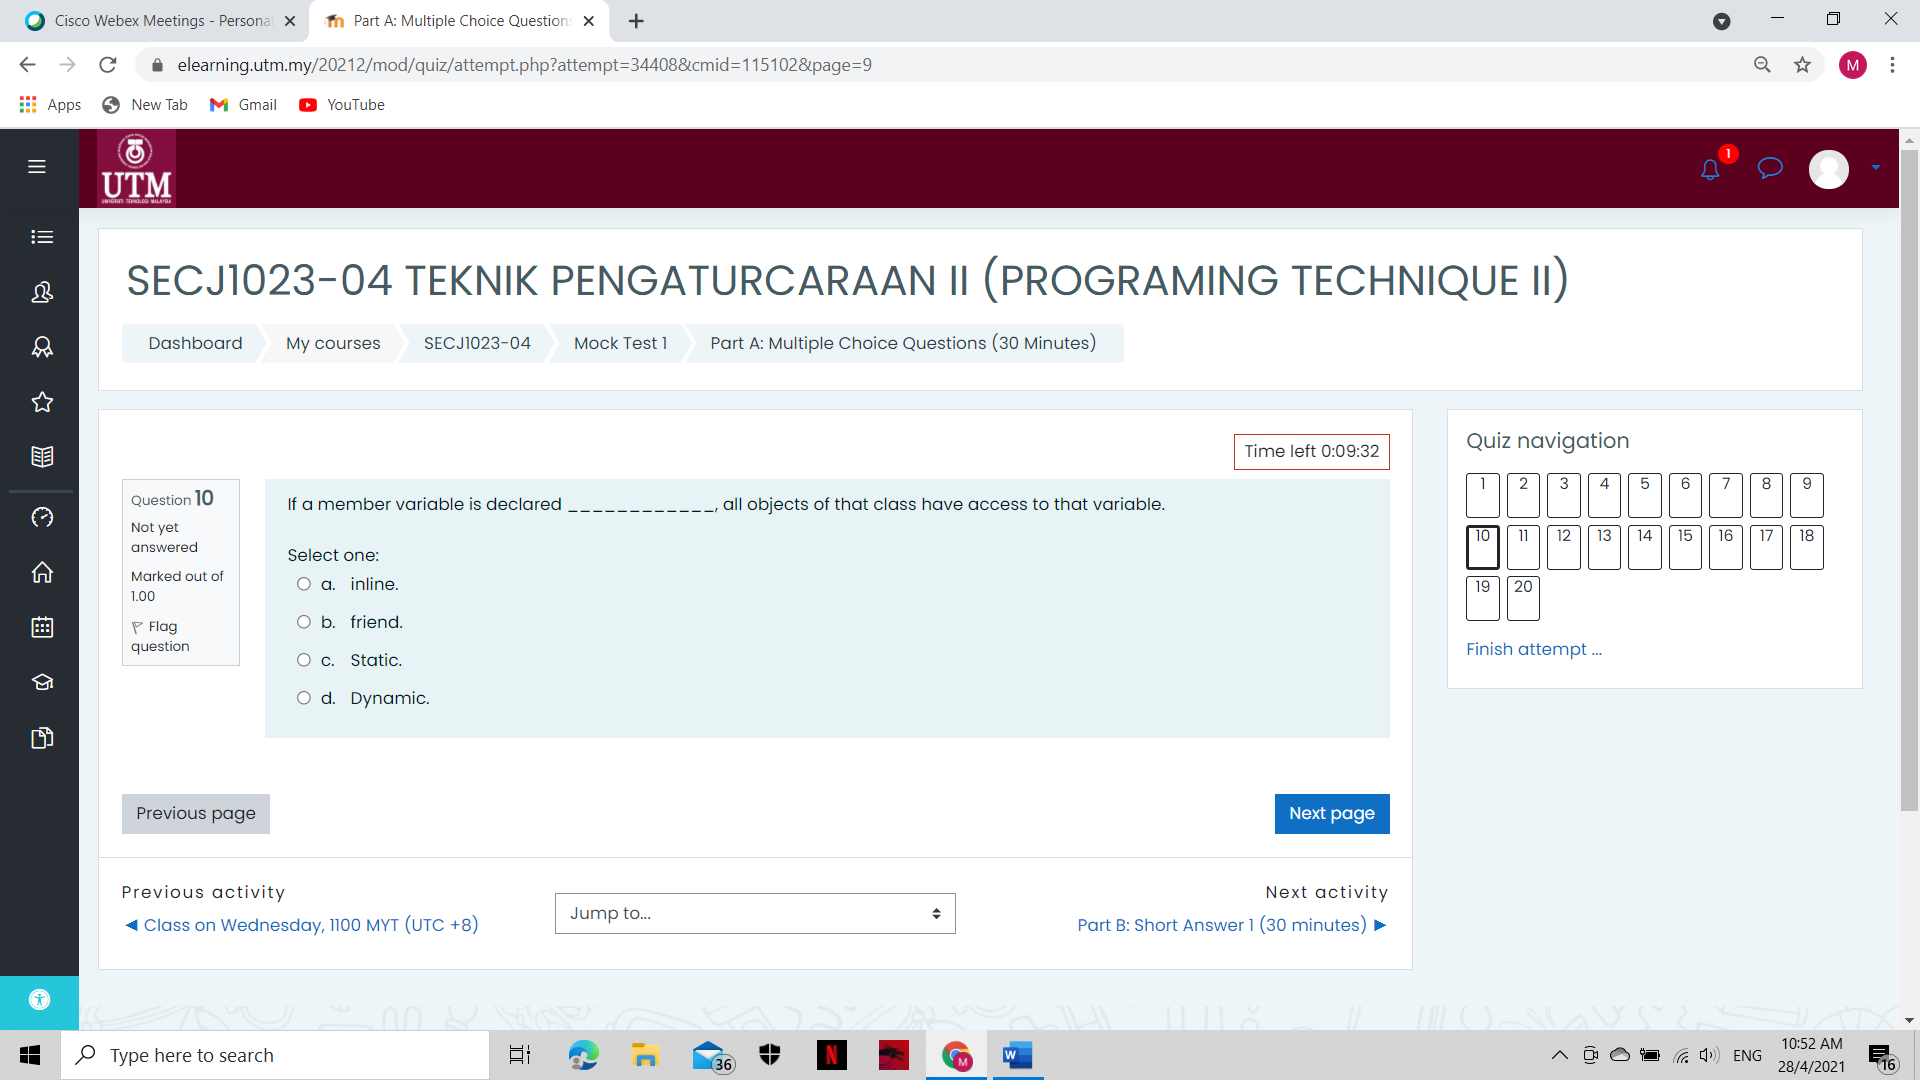 Cisco Webex Meetings - Persona
Part A: Multiple Choice Questions
elearning.utm.my/20212/mod/quiz/attempt.php?attempt=34408&cmid=115102&page=9
M
Apps
New Tab
Gmail
YouTube
UTM
UNIVERSITI TEKNOLOGI MALAYSIA
1
SECJ1023-04 TEKNIK PENGATURCARAAN II (PROGRAMING TECHNIQUE II)
Dashboard
My courses
SECJ1023-04
Mock Test 1
Part A: Multiple Choice Questions (30 Minutes)
Time left 0:09:32
Question 10
Not yet
answered
Marked out of
1.00
Flag
question
If a member variable is declared ____________, all objects of that class have access to that variable.
Select one:
a. inline.
b. friend.
c. Static.
d. Dynamic.
Previous page
Next page
Quiz navigation
1 2 3 4 5 6 7 8 9
10 11 12 13 14 15 16 17 18
19 20
Finish attempt ...
Previous activity
◄ Class on Wednesday, 1100 MYT (UTC +8)
Jump to...
Next activity
Part B: Short Answer 1 (30 minutes) ►
Type here to search
36
N
M
W
ENG
10:52 AM
28/4/2021
16